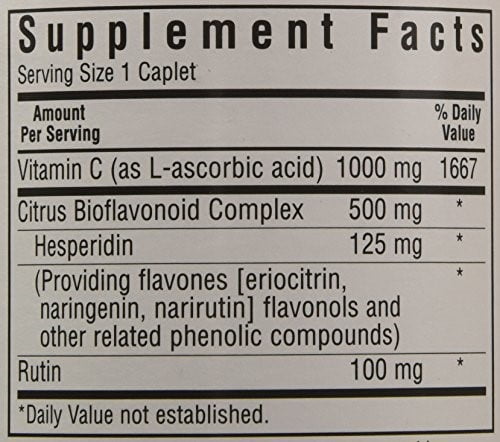 Supplement Facts
Serving Size 1 Caplet
Amount Per Serving % Daily Value
Vitamin C (as L-ascorbic acid) 1000 mg 1667
Citrus Bioflavonoid Complex 500 mg *
Hesperidin 125 mg *
(Providing flavones [eriocitrin, *
naringenin, narirutin] flavonols and
other related phenolic compounds)
Rutin 100 mg *
*Daily Value not established.